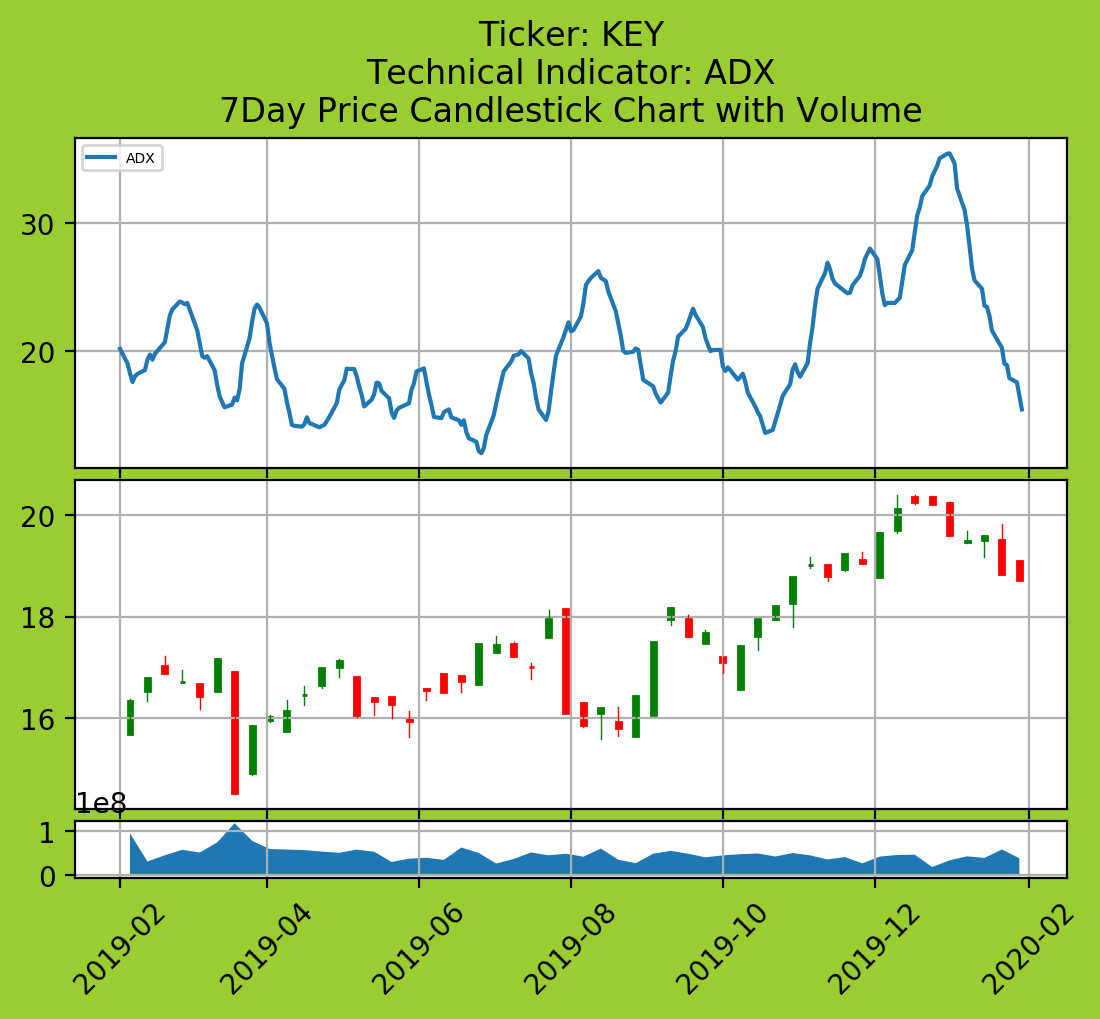 Ticker: KEY
Technical Indicator: ADX
7Day Price Candlestick Chart with Volume
ADX
30
20
20
18
16
1e8
1
0
2019-02
2019-04
2019-06
2019-08
2019-10
2019-12
2020-02